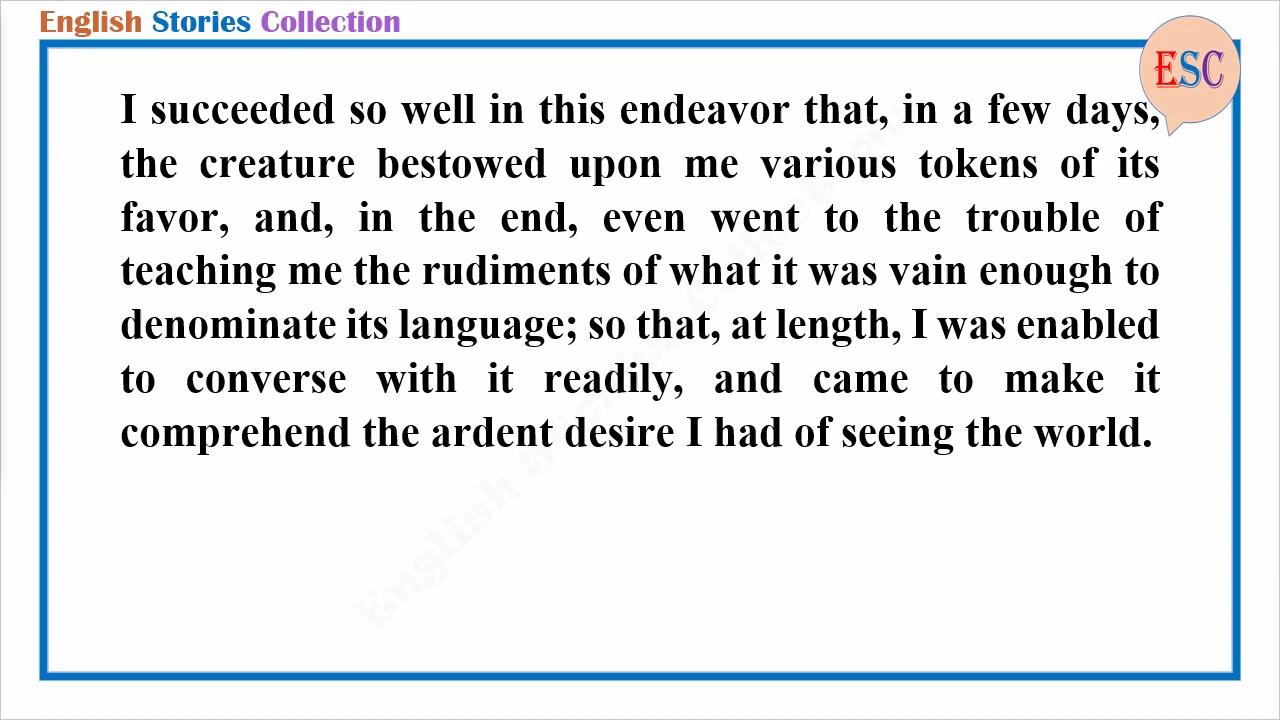 English Stories Collection
ESC
I succeeded so well in this endeavor that, in a few days,
the creature bestowed upon me various tokens of its
favor, and, in the end, even went to the trouble of
teaching me the rudiments of what it was vain enough to
denominate its language; so that, at length, I was enabled
to converse with it readily, and came to make it
comprehend the ardent desire I had of seeing the world.
English Stories Collection